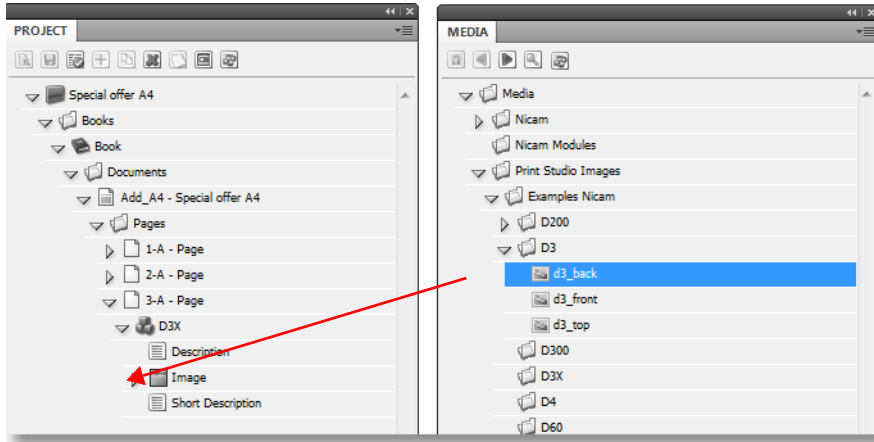 PROJECT
Special offer A4
Books
Book
Documents
Add_A4 - Special offer A4
Pages
1-A - Page
2-A - Page
3-A - Page
D3X
Description
Image
Short Description
MEDIA
Media
Nicam
Nicam Modules
Print Studio Images
Examples Nicam
D200
D3
d3_back
d3_front
d3_top
D300
D3X
D4
D60